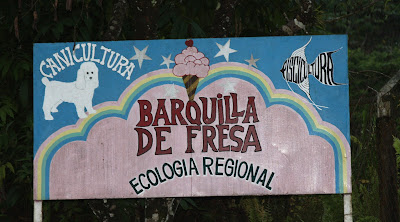 CANICULTURA
PISCICULTURA
BARQUILLA
DE FRESA
ECOLOGIA REGIONAL